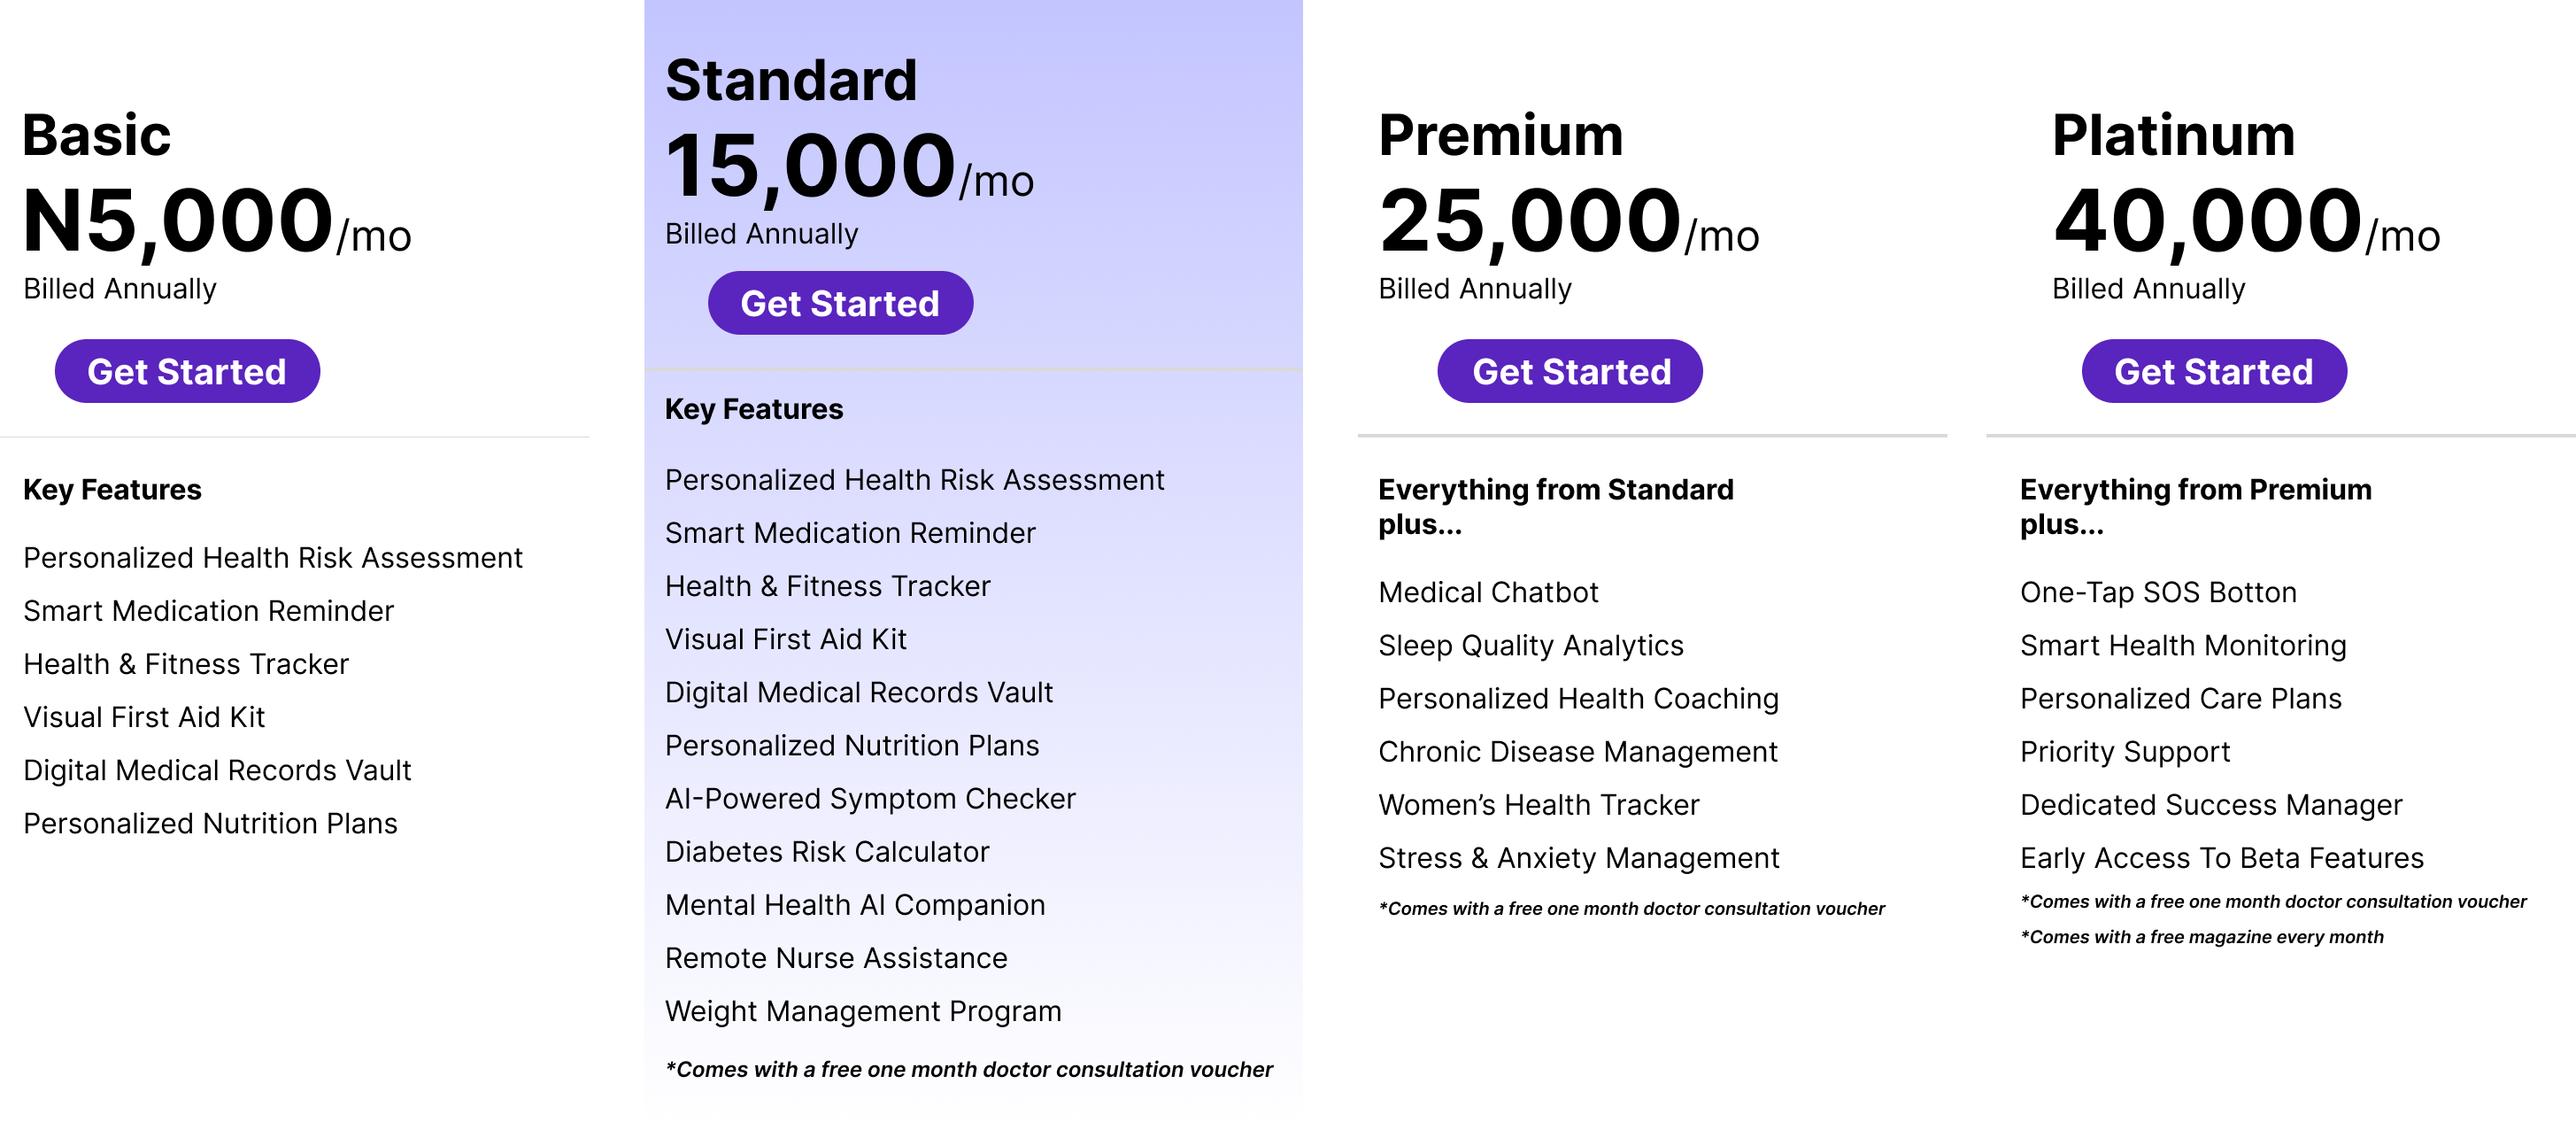 Basic
N5,000/mo
Billed Annually
Get Started
Key Features
Personalized Health Risk Assessment
Smart Medication Reminder
Health & Fitness Tracker
Visual First Aid Kit
Digital Medical Records Vault
Personalized Nutrition Plans
Standard
15,000/mo
Billed Annually
Get Started
Key Features
Personalized Health Risk Assessment
Smart Medication Reminder
Health & Fitness Tracker
Visual First Aid Kit
Digital Medical Records Vault
Personalized Nutrition Plans
AI-Powered Symptom Checker
Diabetes Risk Calculator
Mental Health AI Companion
Remote Nurse Assistance
Weight Management Program
*Comes with a free one month doctor consultation voucher
Premium
25,000/mo
Billed Annually
Get Started
Everything from Standard
plus...
Medical Chatbot
Sleep Quality Analytics
Personalized Health Coaching
Chronic Disease Management
Women’s Health Tracker
Stress & Anxiety Management
*Comes with a free one month doctor consultation voucher
Platinum
40,000/mo
Billed Annually
Get Started
Everything from Premium
plus...
One-Tap SOS Botton
Smart Health Monitoring
Personalized Care Plans
Priority Support
Dedicated Success Manager
Early Access To Beta Features
*Comes with a free one month doctor consultation voucher
*Comes with a free magazine every month